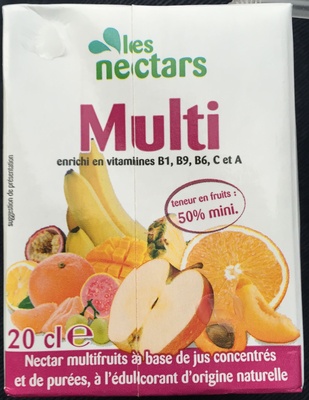 les
nectars
Multi
enrichi en vitamines B1, B9, B6, C et A
suggestion de présentation
teneur en fruits :
50% mini.
20 cl e
Nectar multifruits à base de jus concentrés
et de purées, à l'édulcorant d'origine naturelle